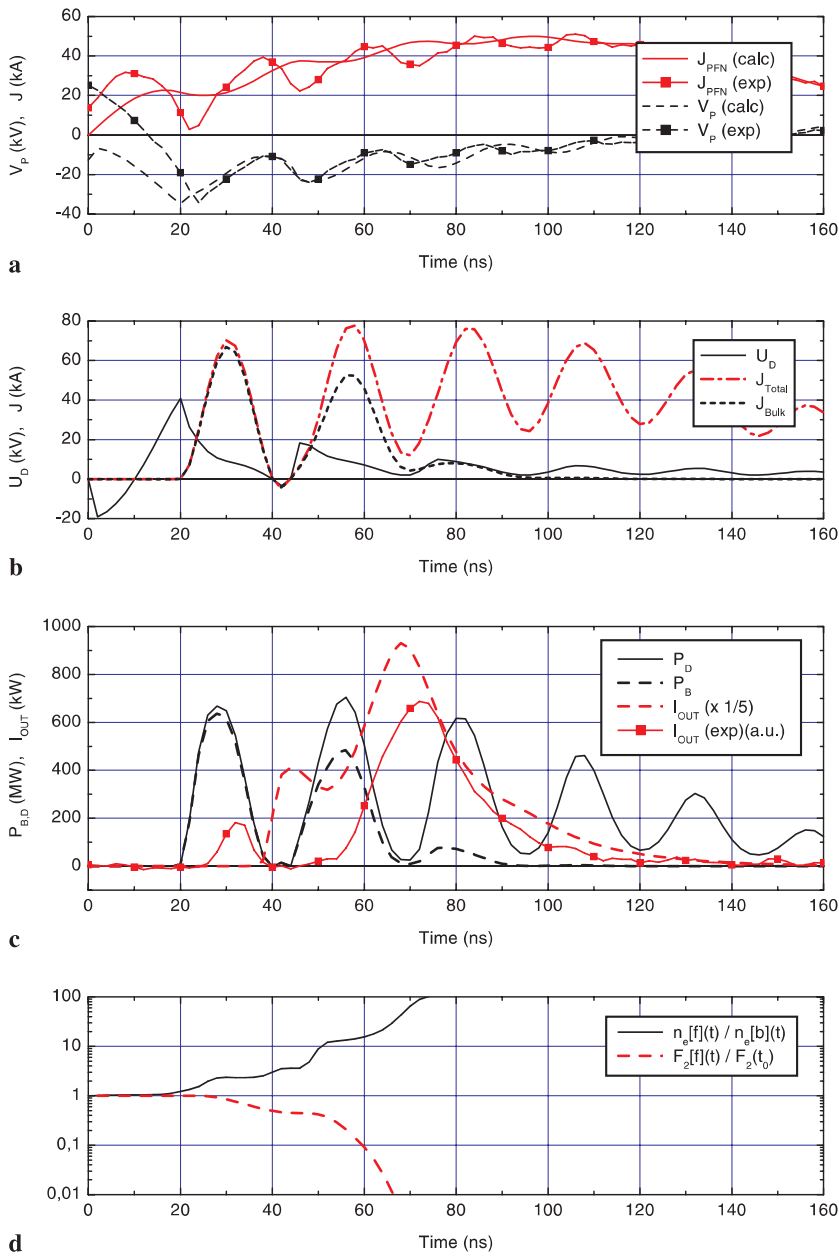 60
40
20
0
-20
-40
V_P (kV), J (kA)
J_PFN (calc)
J_PFN (exp)
V_P (calc)
V_P (exp)
0 20 40 60 80 100 120 140 160
Time (ns)
a
80
60
40
20
0
-20
U_D (kV), J (kA)
U_D
J_Total
J_Bulk
0 20 40 60 80 100 120 140 160
Time (ns)
b
1000
800
600
400
200
0
P_B,D (MW), I_OUT (kW)
P_D
P_B
I_OUT (x 1/5)
I_OUT (exp)(a.u.)
0 20 40 60 80 100 120 140 160
Time (ns)
c
100
10
1
0,1
0,01
n_e[f](t) / n_e[b](t)
F_2[f](t) / F_2(t_0)
0 20 40 60 80 100 120 140 160
Time (ns)
d